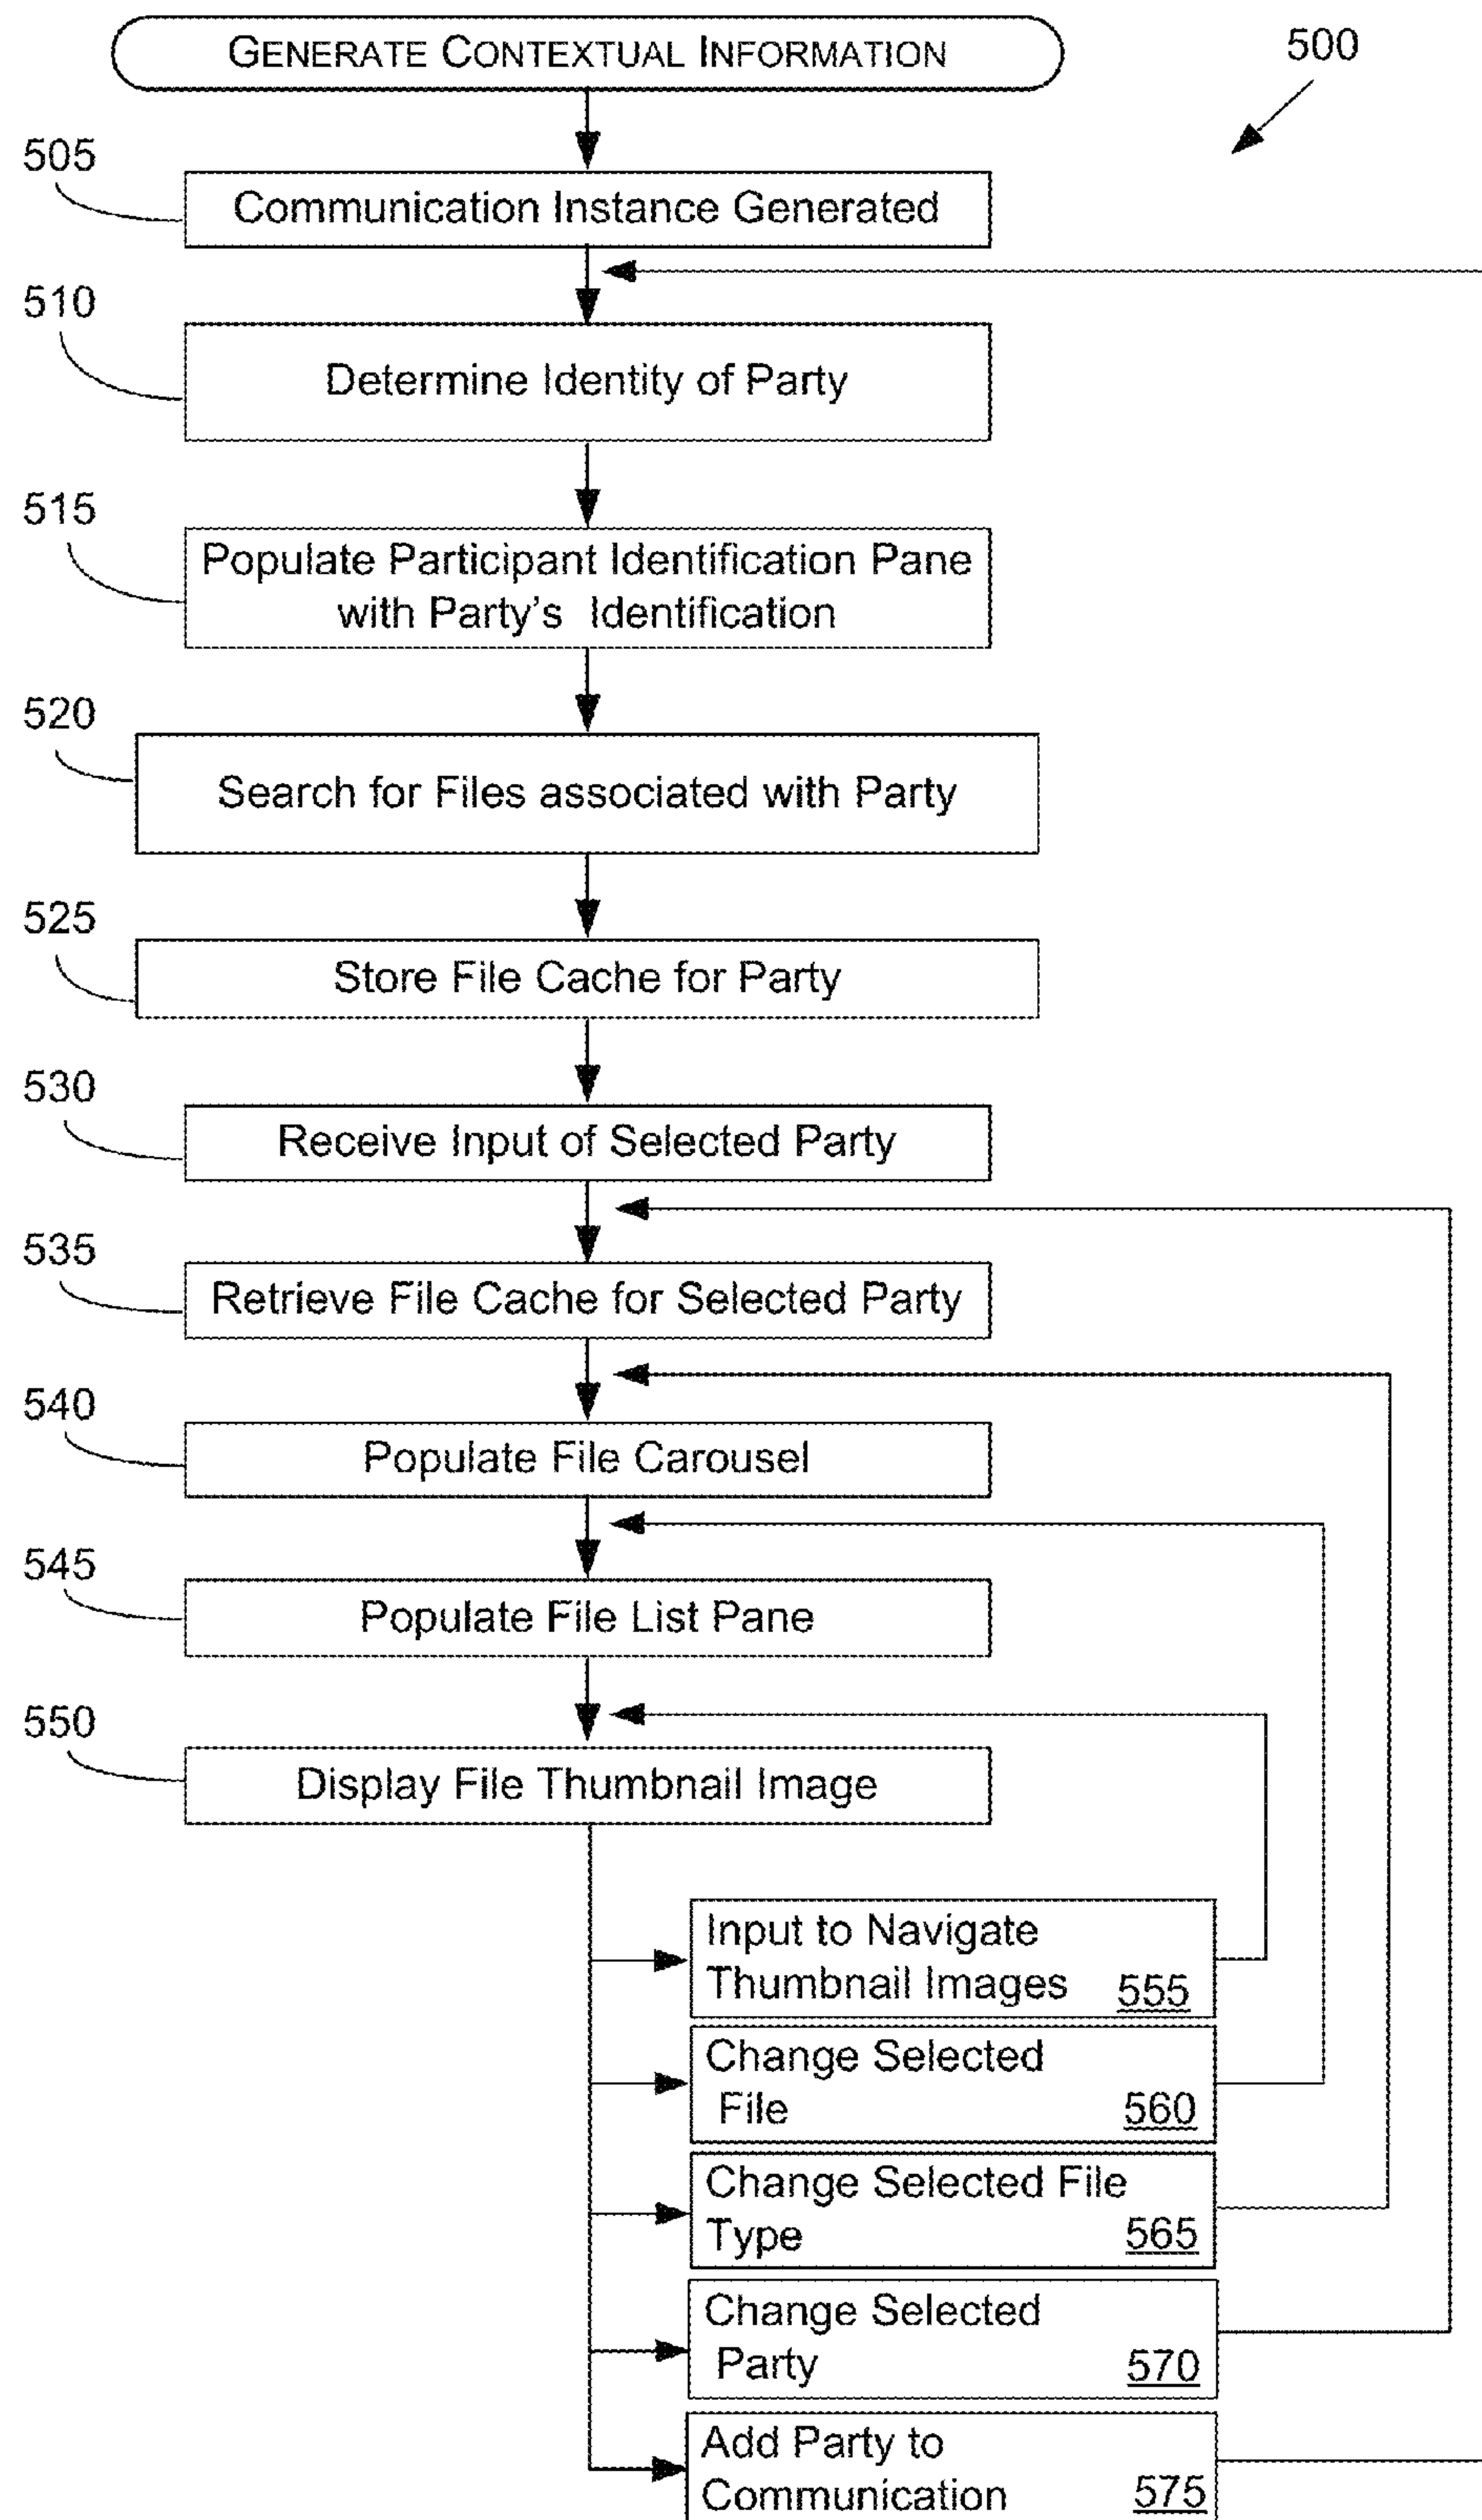 GENERATE CONTEXTUAL INFORMATION
500
505
Communication Instance Generated
510
Determine Identity of Party
515
Populate Participant Identification Pane
with Party's Identification
520
Search for Files associated with Party
525
Store File Cache for Party
530
Receive Input of Selected Party
535
Retrieve File Cache for Selected Party
540
Populate File Carousel
545
Populate File List Pane
550
Display File Thumbnail Image
Input to Navigate
Thumbnail Images 555
Change Selected
File 560
Change Selected File
Type 565
Change Selected
Party 570
Add Party to
Communication 575